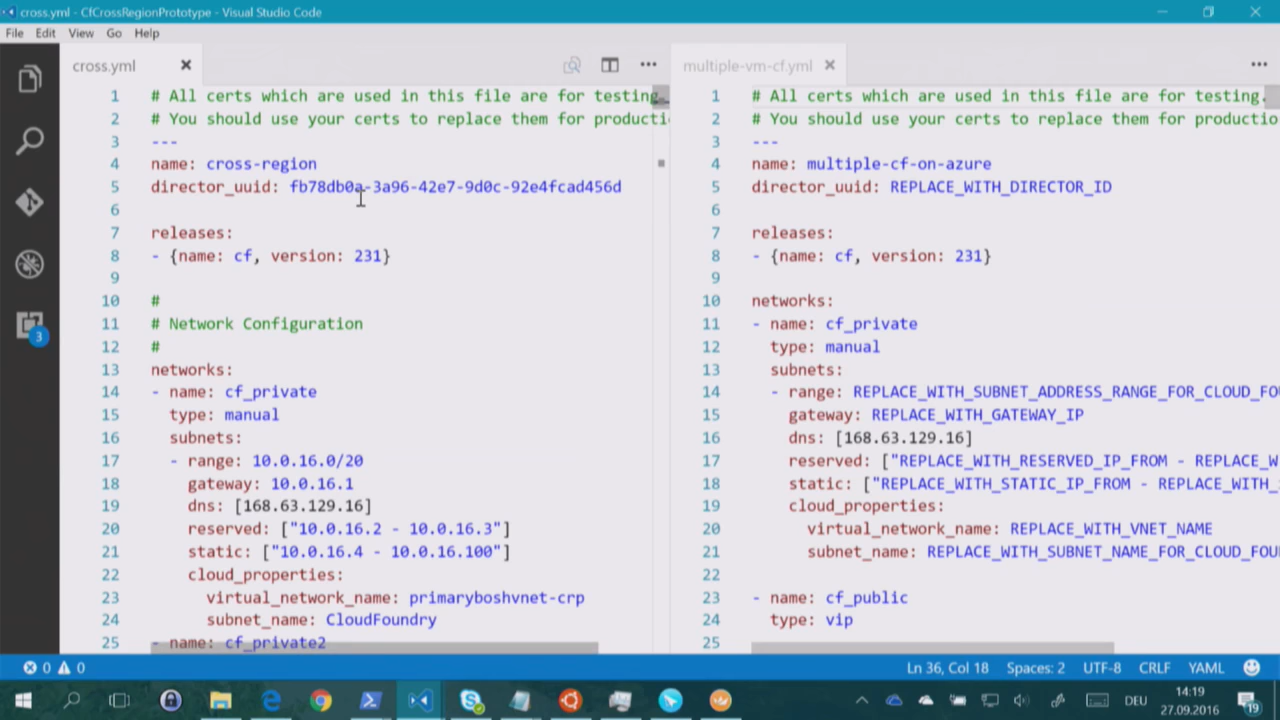 cross.yml - CfCrossRegionPrototype - Visual Studio Code
File Edit View Go Help
cross.yml
1 # All certs which are used in this file are for testing.
2 # You should use your certs to replace them for producti
3 ---
4 name: cross-region
5 director_uuid: fb78db0a-3a96-42e7-9d0c-92e4fcad456d
6
7 releases:
8 - {name: cf, version: 231}
9
10 #
11 # Network Configuration
12 #
13 networks:
14 - name: cf_private
15 type: manual
16 subnets:
17 - range: 10.0.16.0/20
18 gateway: 10.0.16.1
19 dns: [168.63.129.16]
20 reserved: ["10.0.16.2 - 10.0.16.3"]
21 static: ["10.0.16.4 - 10.0.16.100"]
22 cloud_properties:
23 virtual_network_name: primaryboshvnet-crp
24 subnet_name: CloudFoundry
25 - name: cf_private2
multiple-vm-cf.yml
1 # All certs which are used in this file are for testing.
2 # You should use your certs to replace them for productio
3 ---
4 name: multiple-cf-on-azure
5 director_uuid: REPLACE_WITH_DIRECTOR_ID
6
7 releases:
8 - {name: cf, version: 231}
9
10 networks:
11 - name: cf_private
12 type: manual
13 subnets:
14 - range: REPLACE_WITH_SUBNET_ADDRESS_RANGE_FOR_CLOUD_FOU
15 gateway: REPLACE_WITH_GATEWAY_IP
16 dns: [168.63.129.16]
17 reserved: ["REPLACE_WITH_RESERVED_IP_FROM - REPLACE_W
18 static: ["REPLACE_WITH_STATIC_IP_FROM - REPLACE_WITH_
19 cloud_properties:
20 virtual_network_name: REPLACE_WITH_VNET_NAME
21 subnet_name: REPLACE_WITH_SUBNET_NAME_FOR_CLOUD_FOU
22
23 - name: cf_public
24 type: vip
25
3
0 0 Ln 36, Col 18 Spaces: 2 UTF-8 CRLF YAML
DEU 14:19
27.09.2016 19